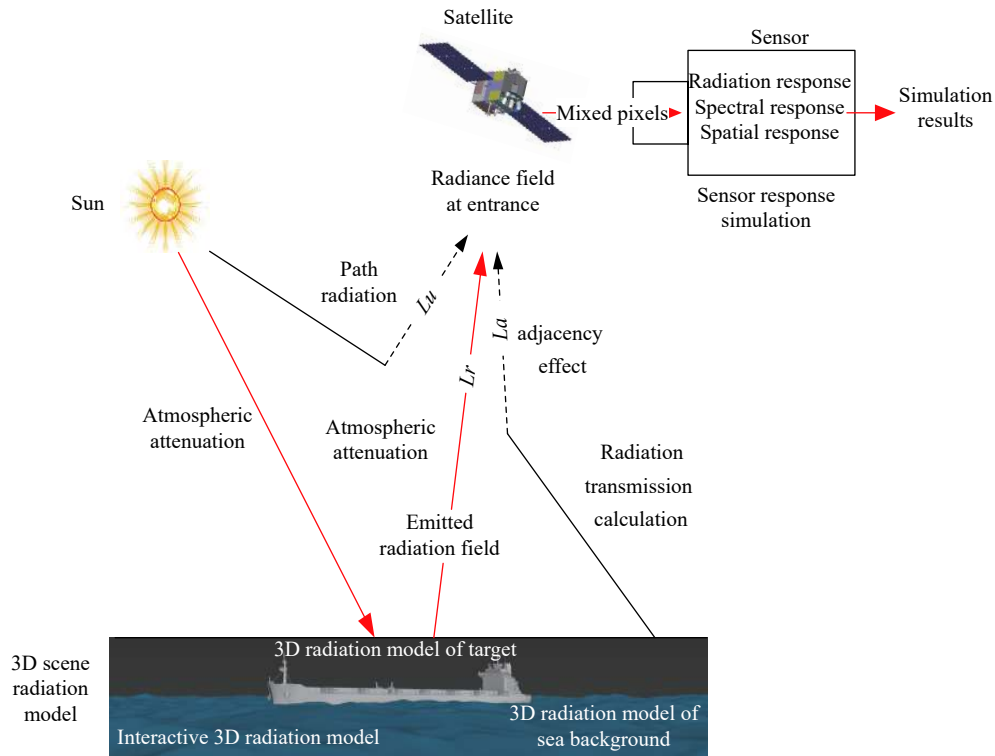 Satellite
Sensor
Radiation response
Spectral response
Spatial response
Mixed pixels
Simulation
results
Sensor response
simulation
Radiance field
at entrance
Sun
Path
radiation
Lu
La
adjacency
effect
Lr
Atmospheric
attenuation
Atmospheric
attenuation
Radiation
transmission
calculation
Emitted
radiation field
3D scene
radiation
model
3D radiation model of target
3D radiation model of
sea background
Interactive 3D radiation model